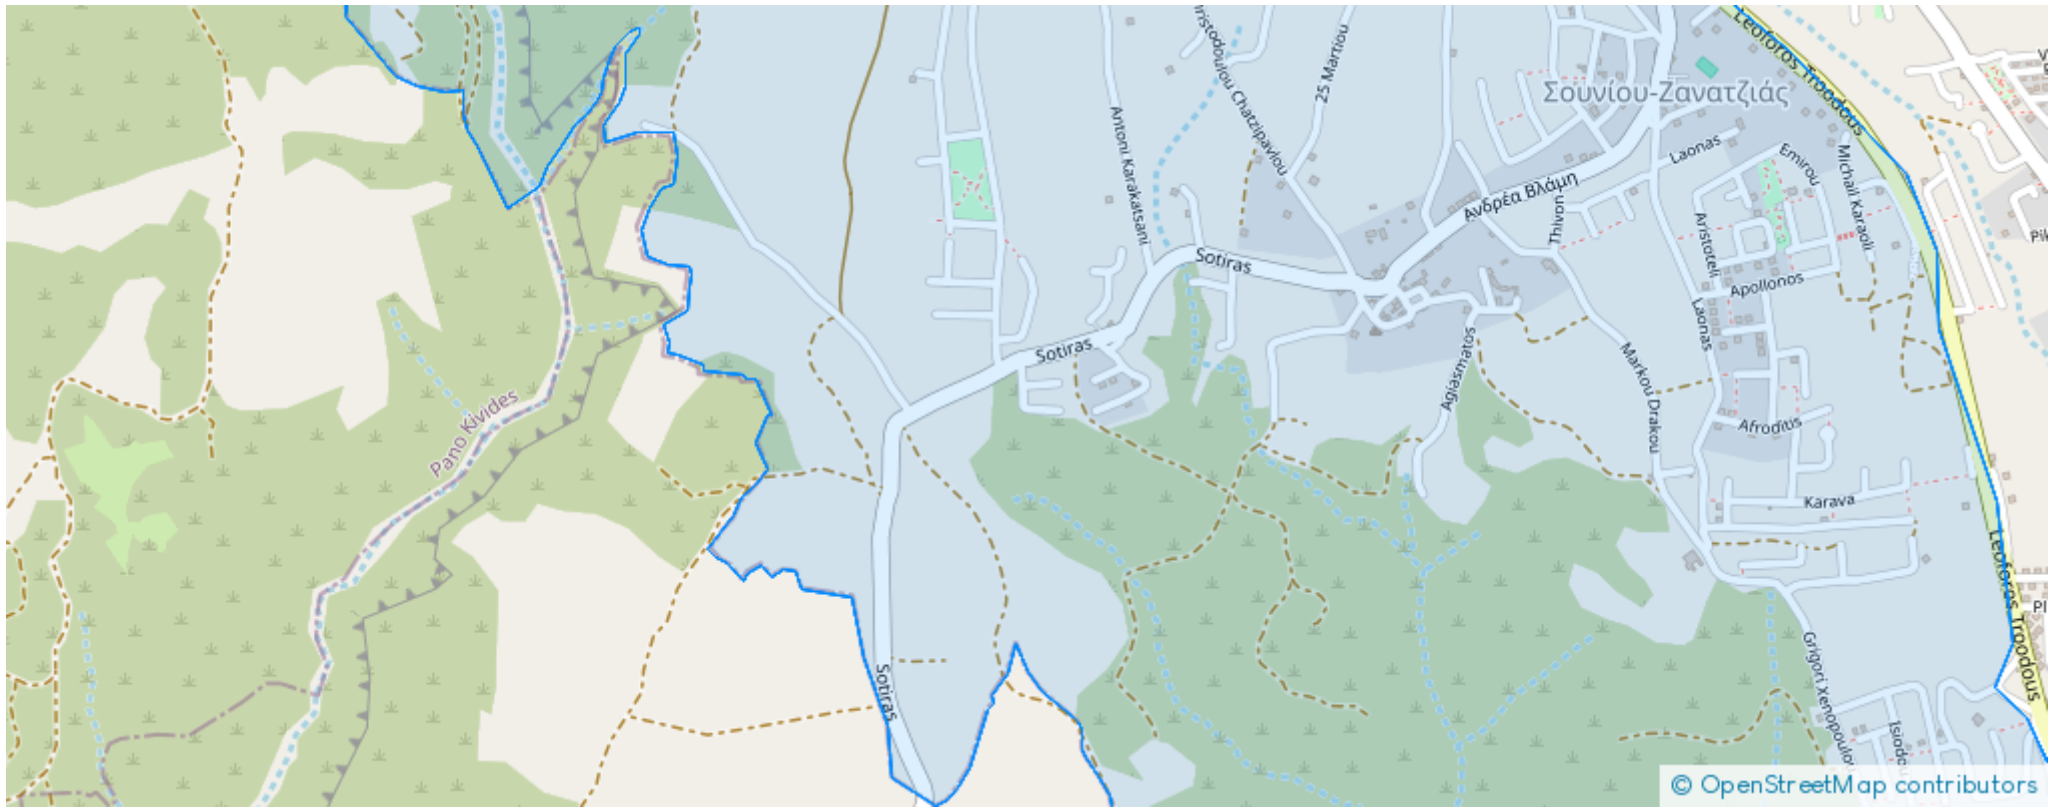 Leoforos Troodous
Chatzipavlou
25 Martiou
Σουνίου-Ζανατζιάς
Antoni Karakatsani
Laonas
Emirou
Michail Karaoli
Ανδρέα Βλάμη
Thivon
Aristoteli
Sotiras
Apollonos
Laonas
Sotiras
Agiasmatos
Markou Drakou
Pano Kivides
Afroditis
Karava
Leoforos Troodous
Sotiras
Grigori Xenopoulou
Isiodou
© OpenStreetMap contributors